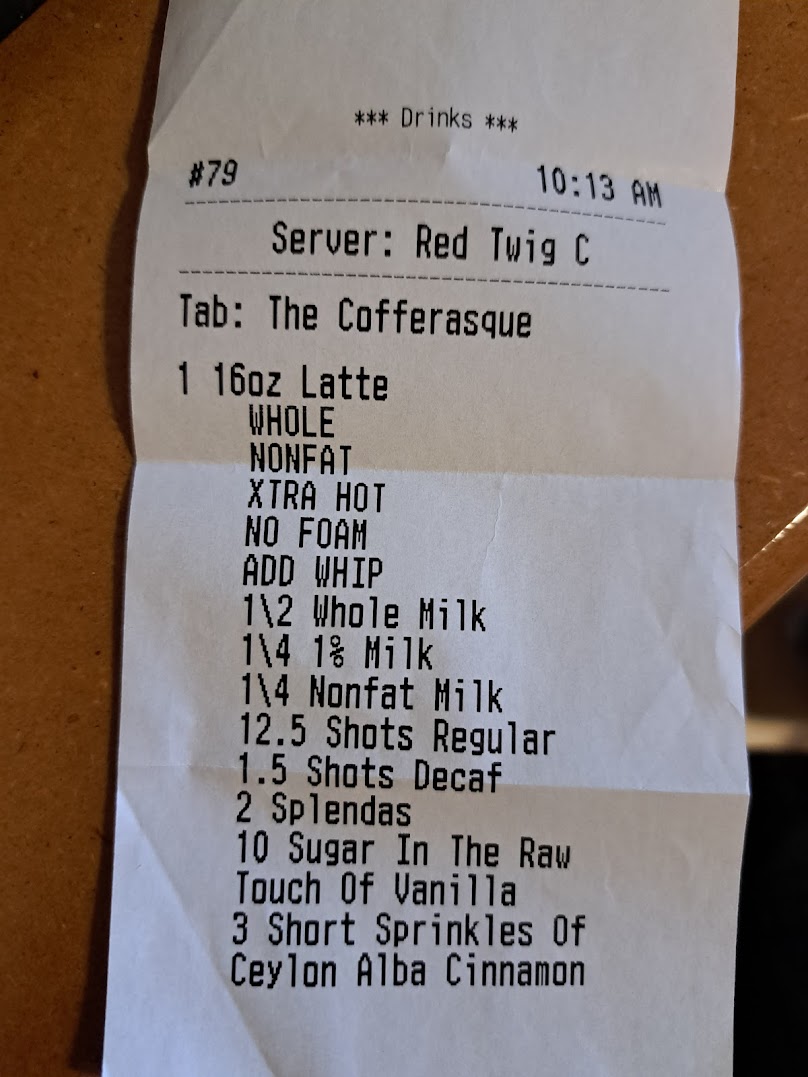 *** Drinks ***
#79 10:13 AM
Server: Red Twig C
Tab: The Cofferasque
1 16oz Latte
WHOLE
NONFAT
XTRA HOT
NO FOAM
ADD WHIP
1\2 Whole Milk
1\4 1% Milk
1\4 Nonfat Milk
12.5 Shots Regular
1.5 Shots Decaf
2 Splendas
10 Sugar In The Raw
Touch Of Vanilla
3 Short Sprinkles Of
Ceylon Alba Cinnamon